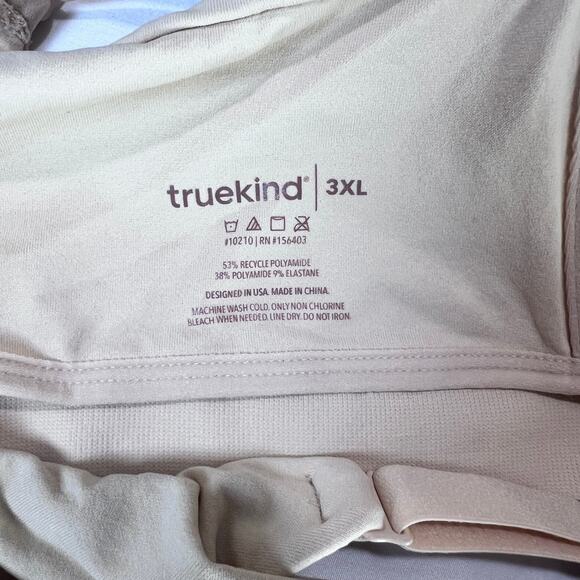 truekind® | 3XL
#10210 | RN #156403
53% RECYCLE POLYAMIDE
38% POLYAMIDE 9% ELASTANE
DESIGNED IN USA. MADE IN CHINA.
MACHINE WASH COLD, ONLY NON CHLORINE
BLEACH WHEN NEEDED. LINE DRY. DO NOT IRON.